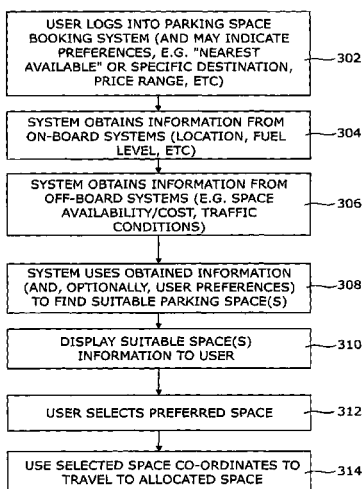 USER LOGS INTO PARKING SPACE
BOOKING SYSTEM (AND MAY
INDICATE PREFERENCES,
E.G. "NEAREST
AVAILABLE" OR SPECIFIC DESTINATION,
PRICE RANGE, ETC)
302
SYSTEM OBTAINS INFORMATION FROM
ON-BOARD SYSTEMS (LOCATION, FUEL
LEVEL, ETC)
304
SYSTEM OBTAINS INFORMATION FROM
OFF-BOARD SYSTEMS (E.G. SPACE
AVAILABILITY/COST, TRAFFIC
CONDITIONS)
306
SYSTEM USES OBTAINED INFORMATION
(AND, OPTIONALLY, USER PREFERENCES)
TO FIND SUITABLE PARKING SPACE(S)
308
DISPLAY SUITABLE SPACE(S)
INFORMATION TO USER
310
USER SELECTS PREFERRED SPACE
312
USE SELECTED SPACE CO-ORDINATES TO
TRAVEL TO ALLOCATED SPACE
314